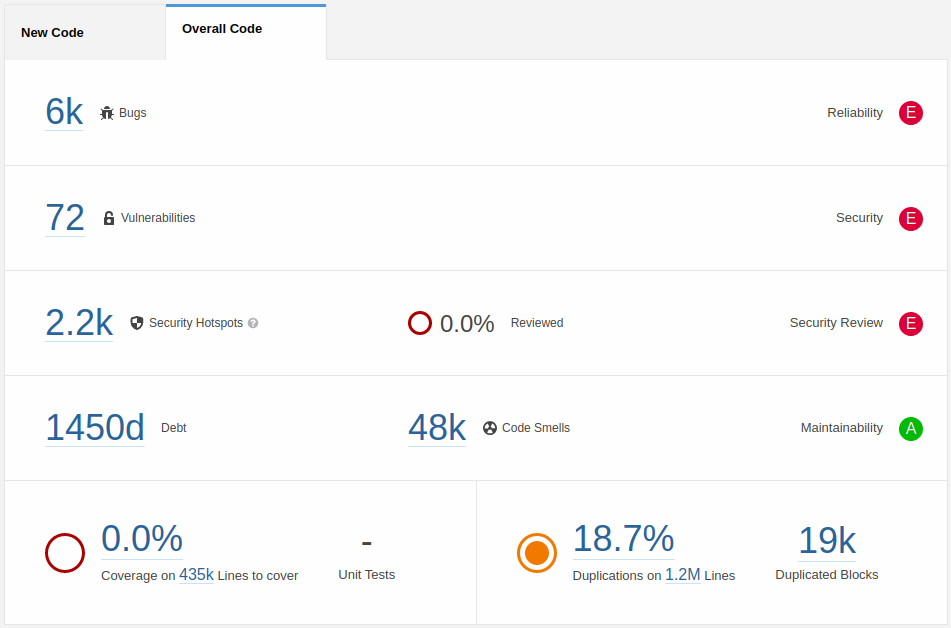 New Code
Overall Code
6k Bugs Reliability E
72 Vulnerabilities Security E
2.2k Security Hotspots ? 0.0% Reviewed Security Review E
1450d Debt 48k Code Smells Maintainability A
0.0% - 18.7% 19k
Coverage on 435k Lines to cover Unit Tests Duplications on 1.2M Lines Duplicated Blocks